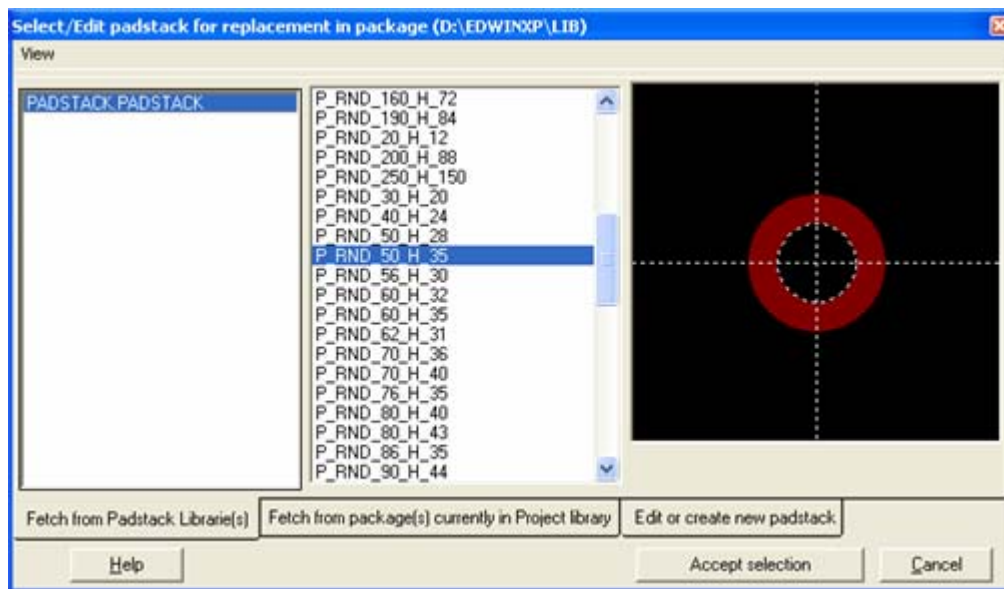 Select/Edit padstack for replacement in package (D:\EDWINXP\LIB)
View
PADSTACK.PADSTACK
P_RND_160_H_72
P_RND_190_H_84
P_RND_20_H_12
P_RND_200_H_88
P_RND_250_H_150
P_RND_30_H_20
P_RND_40_H_24
P_RND_50_H_28
P_RND_50_H_35
P_RND_56_H_30
P_RND_60_H_32
P_RND_60_H_35
P_RND_62_H_31
P_RND_70_H_36
P_RND_70_H_40
P_RND_76_H_35
P_RND_80_H_40
P_RND_80_H_43
P_RND_86_H_35
P_RND_90_H_44
Fetch from Padstack Librarie(s)
Fetch from package(s) currently in Project library
Edit or create new padstack
Help
Accept selection
Cancel